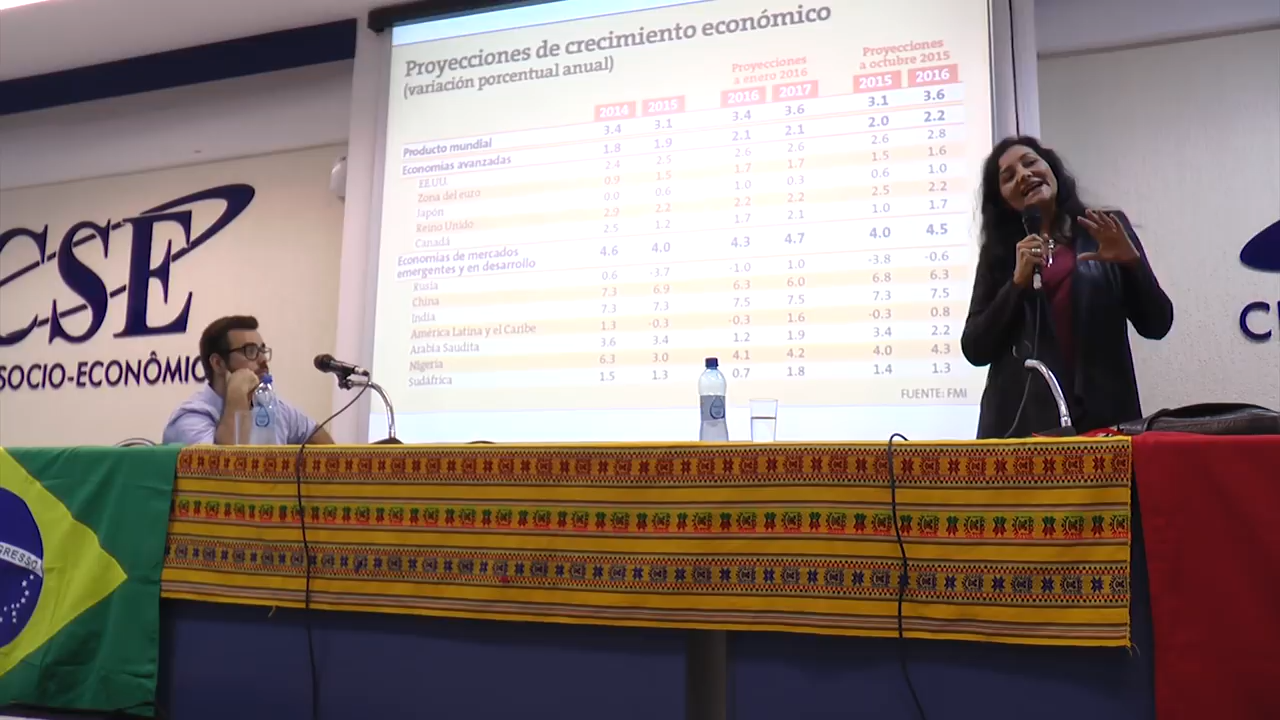 Proyecciones de crecimiento económico
(variación porcentual anual)
Proyecciones a enero 2016
Proyecciones a octubre 2015
2014 2015 2016 2017 2015 2016
Producto mundial 3.4 3.1 3.4 3.6 3.1 3.6
Economías avanzadas 1.8 1.9 2.1 2.1 2.0 2.2
EE.UU. 2.4 2.5 2.6 2.6 2.6 2.8
Zona del euro 0.9 1.5 1.7 1.7 1.5 1.6
Japón 0.0 0.6 1.0 0.3 0.6 1.0
Reino Unido 2.9 2.2 2.2 2.2 2.5 2.2
Canadá 2.5 1.2 1.7 2.1 1.0 1.7
Economías de mercados
emergentes y en desarrollo 4.6 4.0 4.3 4.7 4.0 4.5
Rusia 0.6 -3.7 -1.0 1.0 -3.8 -0.6
China 7.3 6.9 6.3 6.0 6.8 6.3
India 7.3 7.3 7.5 7.5 7.3 7.5
América Latina y el Caribe 1.3 -0.3 -0.3 1.6 -0.3 0.8
Arabia Saudita 3.6 3.4 1.2 1.9 3.4 2.2
Nigeria 6.3 3.0 4.1 4.2 4.0 4.3
Sudáfrica 1.5 1.3 0.7 1.8 1.4 1.3
FUENTE: FMI
CSE
SOCIO-ECONÔMIC
GRESSO